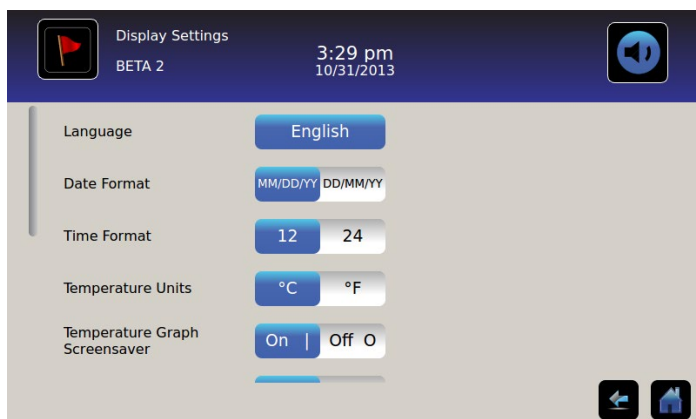 Display Settings
BETA 2
3:29 pm
10/31/2013
Language
English
Date Format
MM/DD/YY DD/MM/YY
Time Format
12 24
Temperature Units
°C °F
Temperature Graph
Screensaver
On | Off O